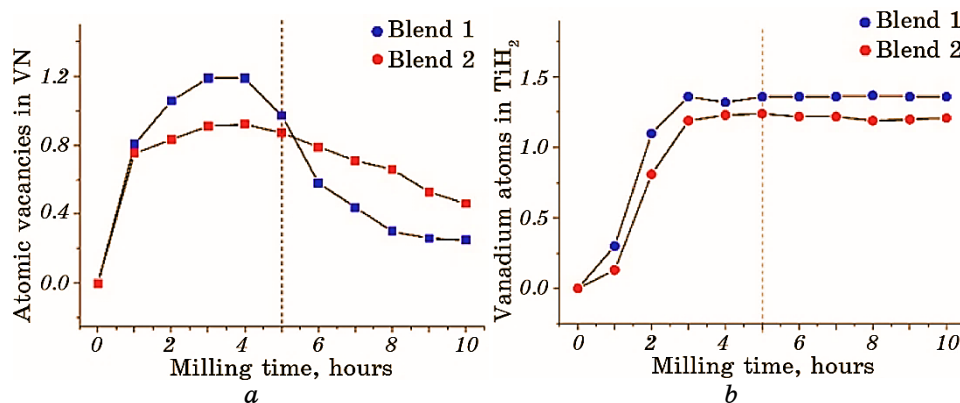 Atomic vacancies in VN
Blend 1
Blend 2
1.2
0.8
0.4
0.0
0 2 4 6 8 10
Milling time, hours
a
Vanadium atoms in TiH₂
Blend 1
Blend 2
1.5
1.0
0.5
0.0
0 2 4 6 8 10
Milling time, hours
b